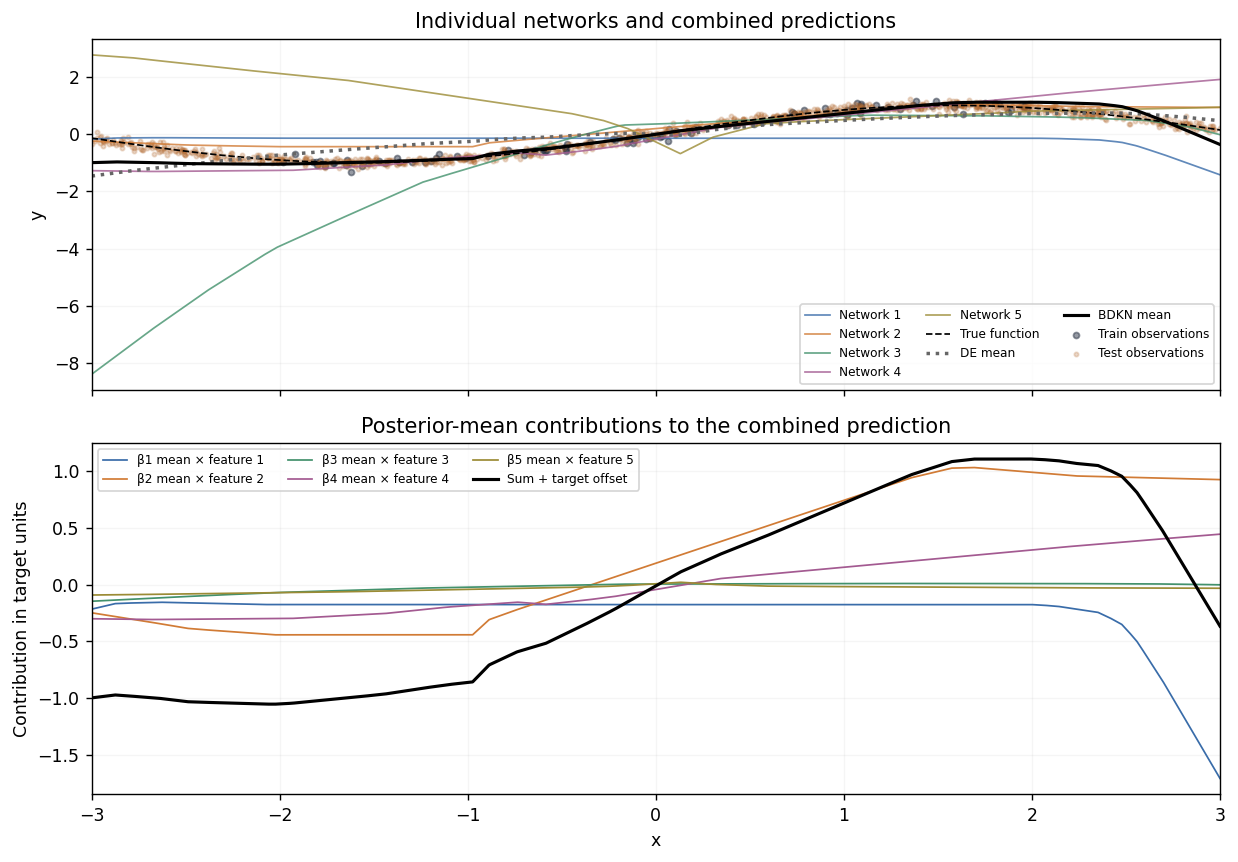 Individual networks and combined predictions
y
2
0
−2
−4
−6
−8
Network 1
Network 2
Network 3
Network 4
Network 5
True function
DE mean
BDKN mean
Train observations
Test observations
Posterior-mean contributions to the combined prediction
Contribution in target units
1.0
0.5
0.0
−0.5
−1.0
−1.5
β1 mean × feature 1
β2 mean × feature 2
β3 mean × feature 3
β4 mean × feature 4
β5 mean × feature 5
Sum + target offset
−3
−2
−1
0
1
2
3
x